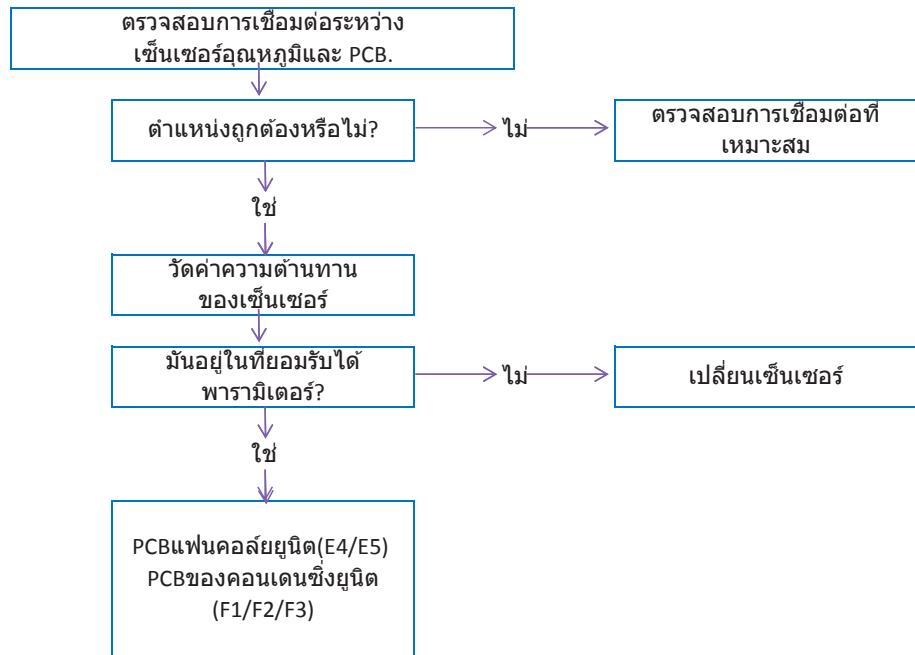 ตรวจสอบการเชื่อมต่อระหว่าง
เซ็นเซอร์อุณหภูมิและ PCB.
ตำแหน่งถูกต้องหรือไม่?
ไม่
ตรวจสอบการเชื่อมต่อที่
เหมาะสม
ใช่
วัดค่าความต้านทาน
ของเซ็นเซอร์
มันอยู่ในที่ยอมรับได้
พารามิเตอร์?
ไม่
เปลี่ยนเซ็นเซอร์
ใช่
PCBแฟนคอล์ยยูนิต(E4/E5)
PCBของคอนเดนซิ่งยูนิต
(F1/F2/F3)